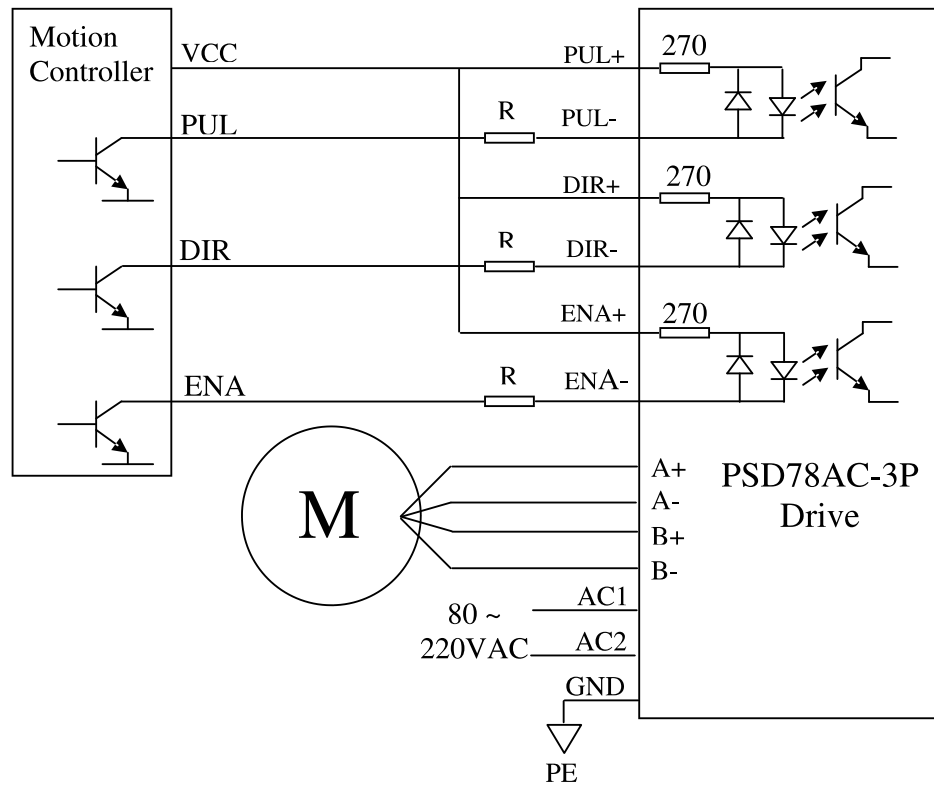 Motion
Controller
VCC
PUL+
270
R
PUL
PUL-
DIR+
270
R
DIR
DIR-
ENA+
270
R
ENA
ENA-
M
A+
A-
B+
B-
PSD78AC-3P
Drive
80 ~
220VAC
AC1
AC2
GND
PE